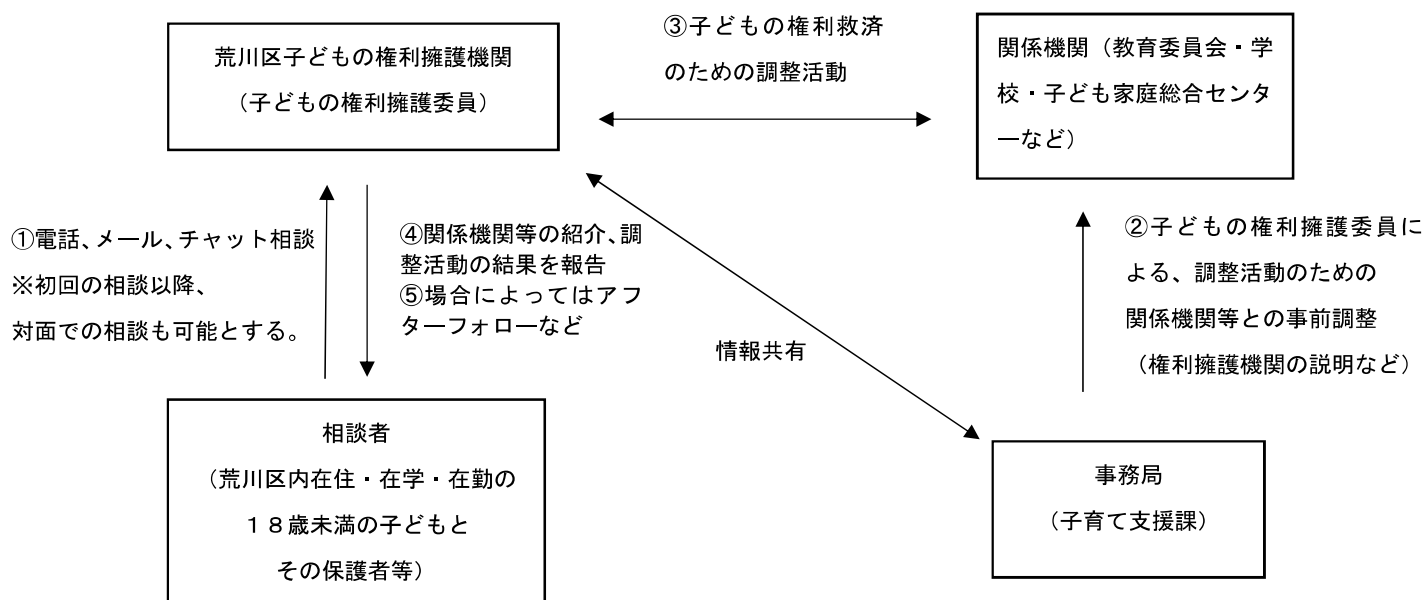 荒川区子どもの権利擁護機関
（子どもの権利擁護委員）
③子どもの権利救済
のための調整活動
関係機関（教育委員会・学
校・子ども家庭総合センタ
ーなど）
①電話、メール、チャット相談
※初回の相談以降、
対面での相談も可能とする。
④関係機関等の紹介、調
整活動の結果を報告
⑤場合によってはアフ
ターフォローなど
情報共有
②子どもの権利擁護委員に
よる、調整活動のための
関係機関等との事前調整
（権利擁護機関の説明など）
相談者
（荒川区内在住・在学・在勤の
１８歳未満の子どもと
その保護者等）
事務局
（子育て支援課）